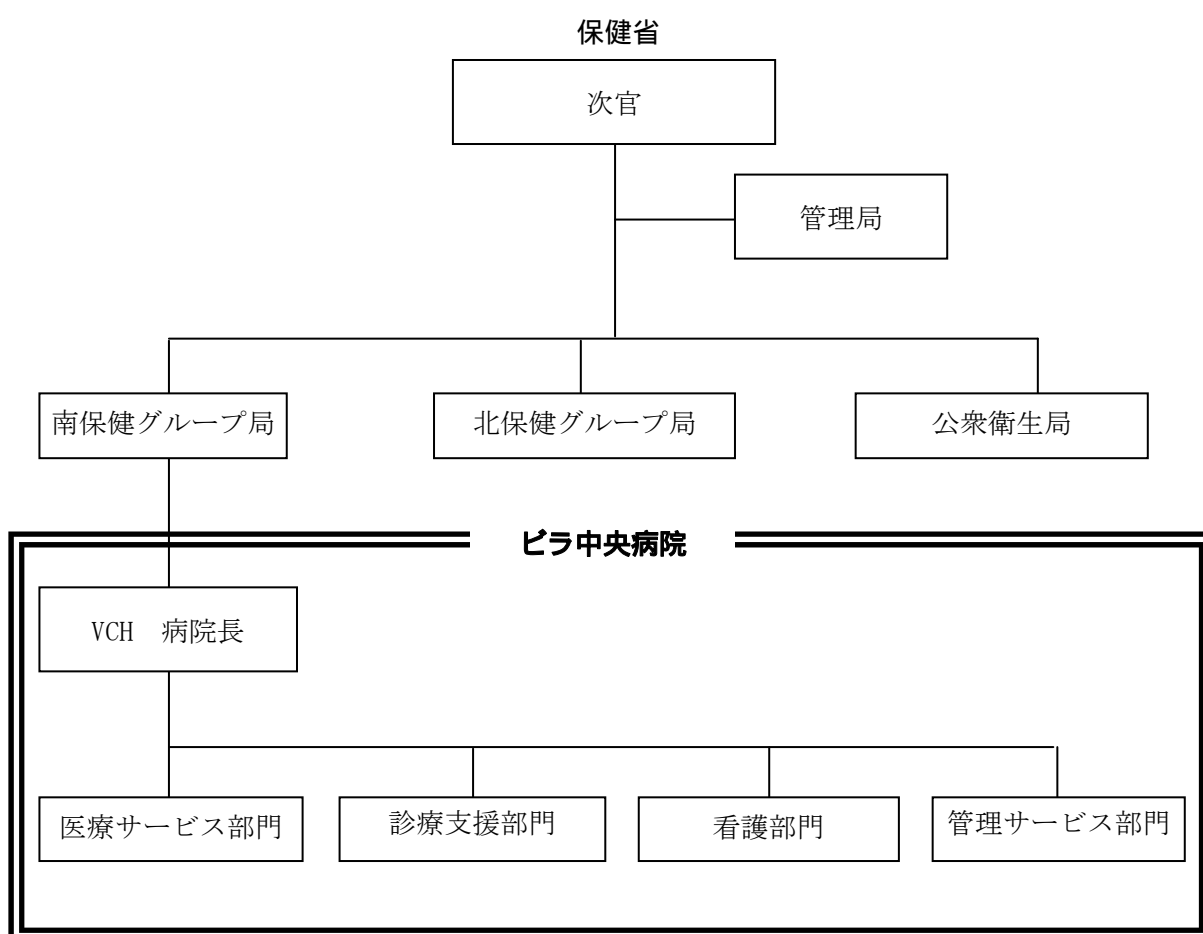 保健省
次官
管理局
南保健グループ局
北保健グループ局
公衆衛生局
ビラ中央病院
VCH　病院長
医療サービス部門
診療支援部門
看護部門
管理サービス部門